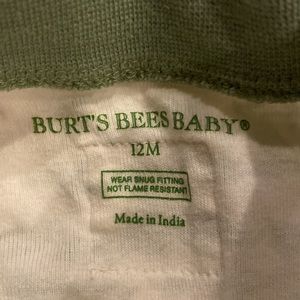 BURT'S BEES BABY®
12M
WEAR SNUG FITTING
NOT FLAME RESISTANT
Made in India